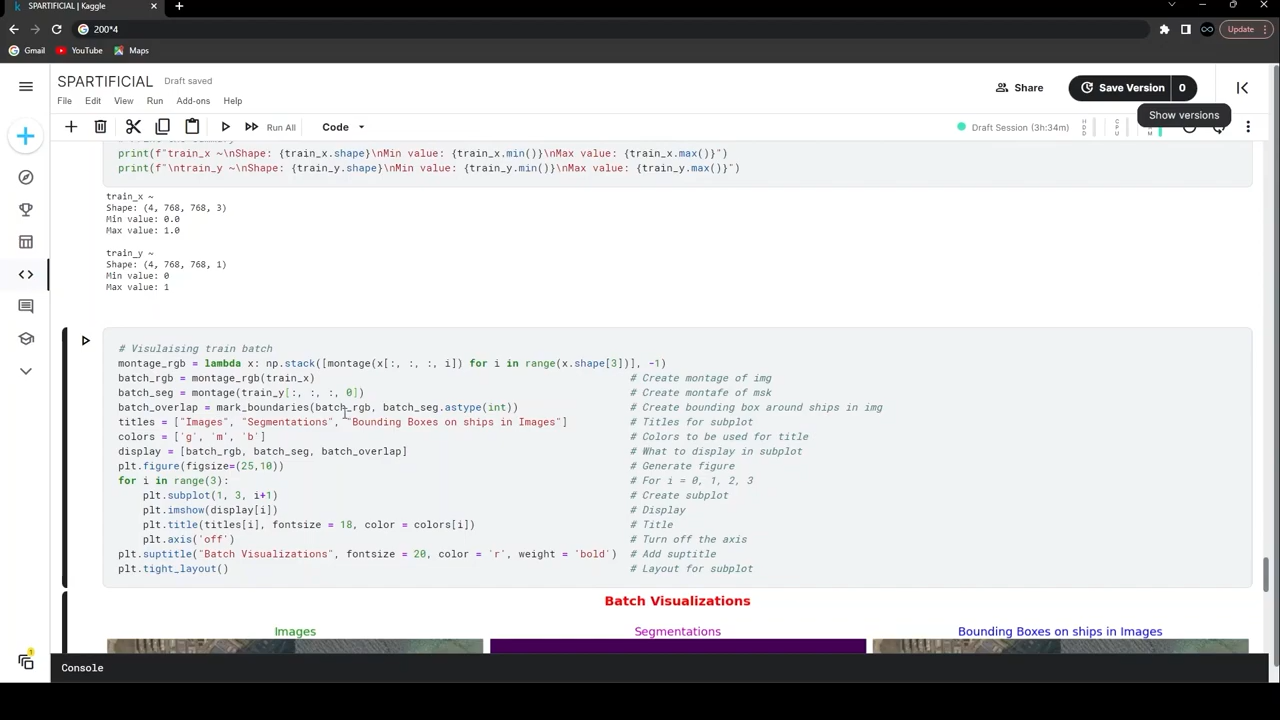 SPARTIFICIAL | Kaggle
200*4
Update
Gmail
YouTube
Maps
SPARTIFICIAL
Draft saved
File Edit View Run Add-ons Help
Share
Save Version 0
Show versions
Run All
Code
Draft Session (3h:34m)
print(f"train_x ~\nShape: {train_x.shape}\nMin value: {train_x.min()}\nMax value: {train_x.max()}")
print(f"\ntrain_y ~\nShape: {train_y.shape}\nMin value: {train_y.min()}\nMax value: {train_y.max()}")
train_x ~
Shape: (4, 768, 768, 3)
Min value: 0.0
Max value: 1.0
train_y ~
Shape: (4, 768, 768, 1)
Min value: 0
Max value: 1
# Visulaising train batch
montage_rgb = lambda x: np.stack([montage(x[:, :, :, i]) for i in range(x.shape[3])], -1)
batch_rgb = montage_rgb(train_x) # Create montage of img
batch_seg = montage(train_y[:, :, :, 0]) # Create montafe of msk
batch_overlap = mark_boundaries(batch_rgb, batch_seg.astype(int)) # Create bounding box around ships in img
titles = ["Images", "Segmentations", "Bounding Boxes on ships in Images"] # Titles for subplot
colors = ['g', 'm', 'b'] # Colors to be used for title
display = [batch_rgb, batch_seg, batch_overlap] # What to display in subplot
plt.figure(figsize=(25,10)) # Generate figure
for i in range(3): # For i = 0, 1, 2, 3
plt.subplot(1, 3, i+1) # Create subplot
plt.imshow(display[i]) # Display
plt.title(titles[i], fontsize = 18, color = colors[i]) # Title
plt.axis('off') # Turn off the axis
plt.suptitle("Batch Visualizations", fontsize = 20, color = 'r', weight = 'bold') # Add suptitle
plt.tight_layout() # Layout for subplot
Batch Visualizations
Images Segmentations Bounding Boxes on ships in Images
1
Console